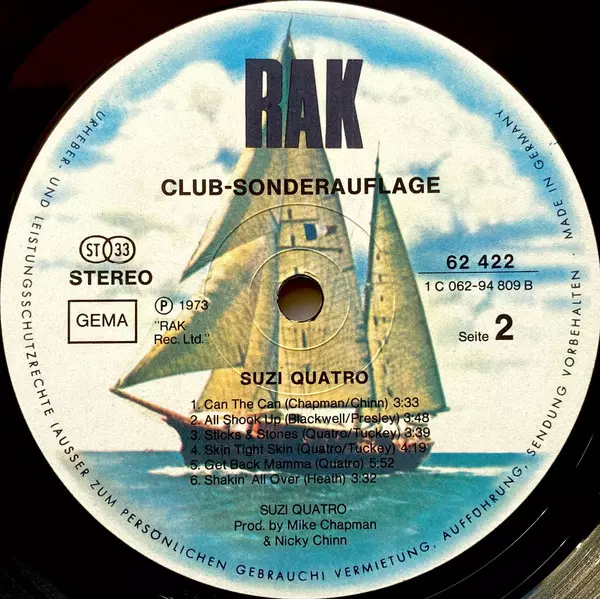 RAK
CLUB-SONDERAUFLAGE
ST 33
STEREO
GEMA
℗ 1973
"RAK
Rec. Ltd."
62 422
1 C 062-94 809 B
Seite 2
SUZI QUATRO
1. Can The Can (Chapman/Chinn) 3:33
2. All Shook Up (Blackwell/Presley) 3:48
3. Sticks & Stones (Quatro/Tuckey) 3:39
4. Skin Tight Skin (Quatro/Tuckey) 4:19
5. Get Back Mamma (Quatro) 5:52
6. Shakin' All Over (Heath) 3:32
SUZI QUATRO
Prod. by Mike Chapman
& Nicky Chinn
URHEBER- UND LEISTUNGSSCHUTZRECHTE (AUSSER ZUM PERSÖNLICHEN GEBRAUCH) VERMIETUNG, AUFFÜHRUNG, SENDUNG VORBEHALTEN · MADE IN GERMANY